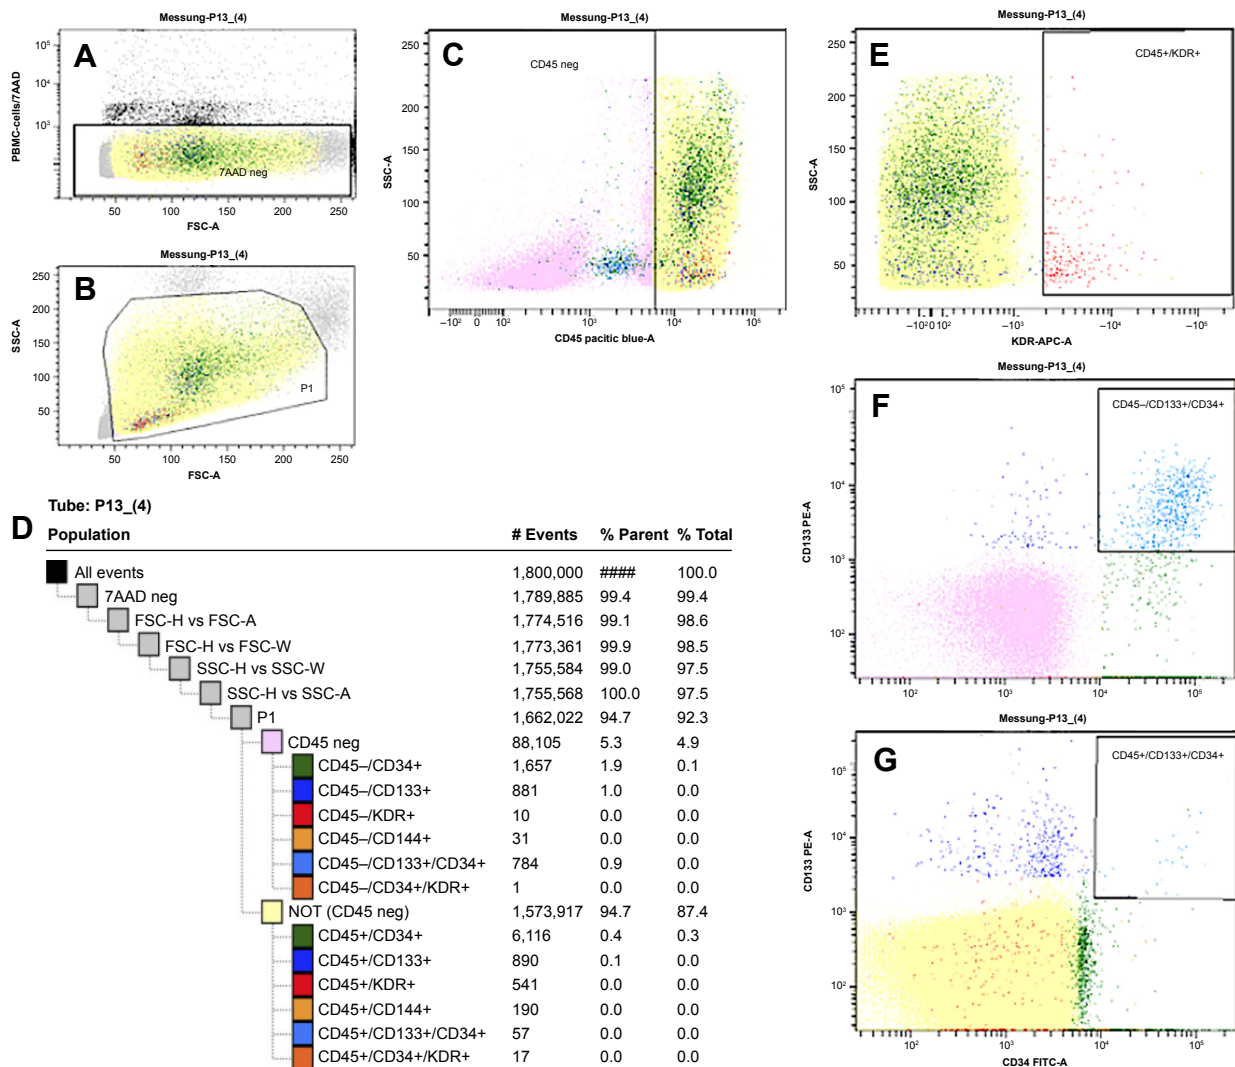 Messung-P13_(4)
A
PBMC-cells/7AAD
10⁵
10⁴
10³
7AAD neg
50 100 150 200 250
FSC-A
Messung-P13_(4)
B
SSC-A
250
200
150
100
50
P1
50 100 150 200 250
FSC-A
Messung-P13_(4)
C
CD45 neg
SSC-A
250
200
150
100
50
–10² 0 10² 10³ 10⁴ 10⁵
CD45 pacitic blue-A
Messung-P13_(4)
E
CD45+/KDR+
SSC-A
250
200
150
100
50
–10² 0 10² –10³ –10⁴ –10⁵
KDR-APC-A
Messung-P13_(4)
F
CD45–/CD133+/CD34+
CD133 PE-A
10⁵
10⁴
10³
10²
10² 10³ 10⁴ 10⁵
Messung-P13_(4)
G
CD45+/CD133+/CD34+
CD133 PE-A
10⁵
10⁴
10³
10²
10² 10³ 10⁴ 10⁵
CD34 FITC-A
D
Tube: P13_(4)
Population # Events % Parent % Total
All events 1,800,000 #### 100.0
7AAD neg 1,789,885 99.4 99.4
FSC-H vs FSC-A 1,774,516 99.1 98.6
FSC-H vs FSC-W 1,773,361 99.9 98.5
SSC-H vs SSC-W 1,755,584 99.0 97.5
SSC-H vs SSC-A 1,755,568 100.0 97.5
P1 1,662,022 94.7 92.3
CD45 neg 88,105 5.3 4.9
CD45–/CD34+ 1,657 1.9 0.1
CD45–/CD133+ 881 1.0 0.0
CD45–/KDR+ 10 0.0 0.0
CD45–/CD144+ 31 0.0 0.0
CD45–/CD133+/CD34+ 784 0.9 0.0
CD45–/CD34+/KDR+ 1 0.0 0.0
NOT (CD45 neg) 1,573,917 94.7 87.4
CD45+/CD34+ 6,116 0.4 0.3
CD45+/CD133+ 890 0.1 0.0
CD45+/KDR+ 541 0.0 0.0
CD45+/CD144+ 190 0.0 0.0
CD45+/CD133+/CD34+ 57 0.0 0.0
CD45+/CD34+/KDR+ 17 0.0 0.0